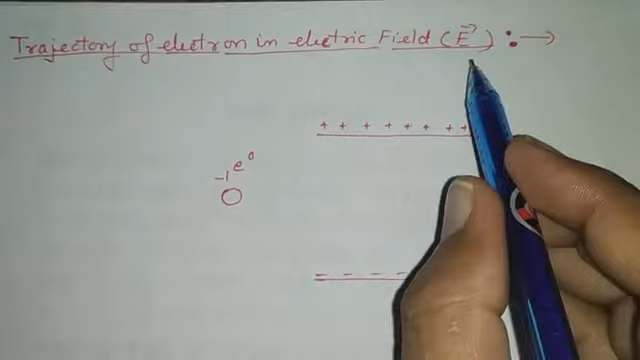 Trajectory of electron in electric Field (E→) : →
+ + + + + + + +
-1e0
- - - -